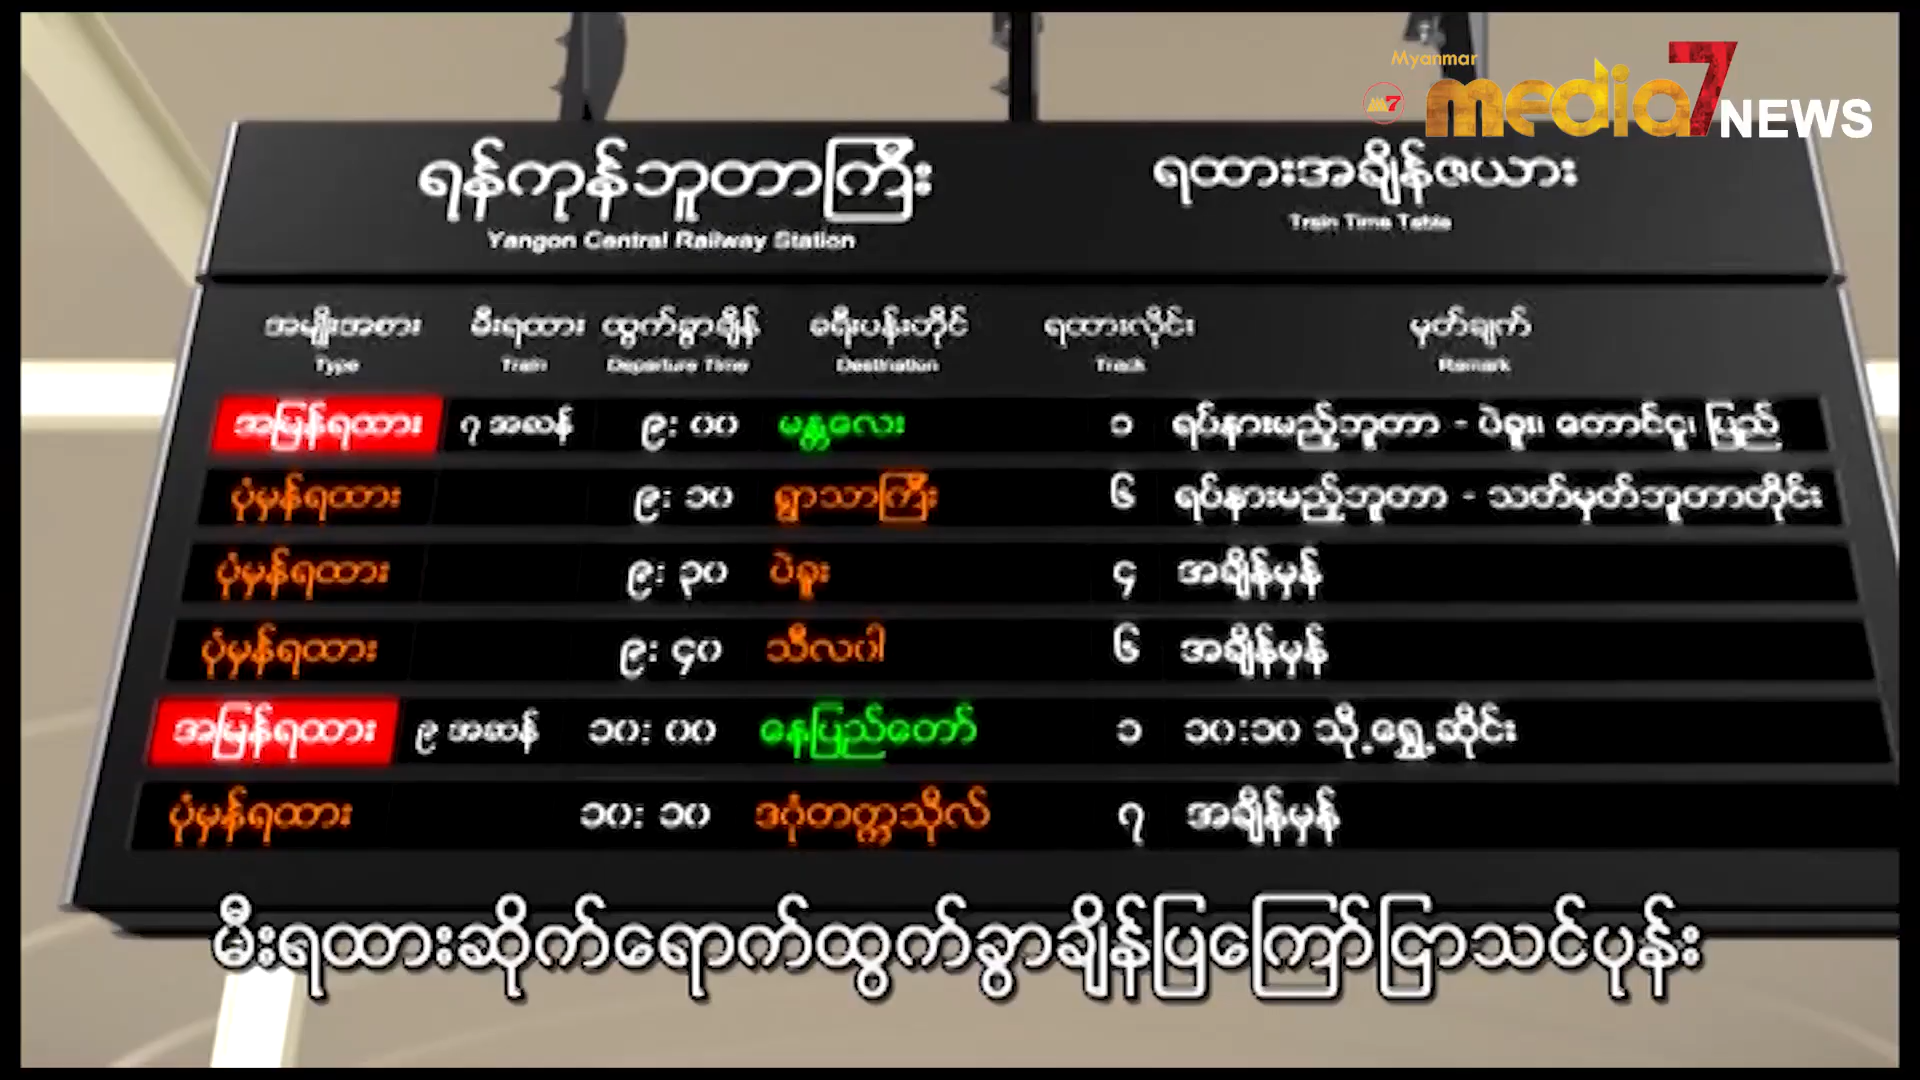 Myanmar
media7NEWS
ရန်ကုန်ဘူတာကြီး ရထားအချိန်ဇယား
Yangon Central Railway Station Train Time Table
အမျိုးအစား မီးရထား ထွက်ခွာချိန် ခရီးပန်းတိုင် ရထားလိုင်း မှတ်ချက်
Type Train Departure Time Destination Track Remark
အမြန်ရထား ၇ အဆန် ၉: ၀၀ မန္တလေး ၁ ရပ်နားမည့်ဘူတာ - ပဲခူး၊ တောင်ငူ၊ ပြည်
ပုံမှန်ရထား ၉: ၁၀ ရွာသာကြီး ၆ ရပ်နားမည့်ဘူတာ - သတ်မှတ်ဘူတာတိုင်း
ပုံမှန်ရထား ၉: ၃၀ ပဲခူး ၄ အချိန်မှန်
ပုံမှန်ရထား ၉: ၄၀ သီလဝါ ၆ အချိန်မှန်
အမြန်ရထား ၉ အဆန် ၁၀: ၀၀ နေပြည်တော် ၁ ၁၀:၁၀ သို့ရွှေ့ဆိုင်း
ပုံမှန်ရထား ၁၀: ၁၀ ဒဂုံတက္ကသိုလ် ၇ အချိန်မှန်
မီးရထားဆိုက်ရောက်ထွက်ခွာချိန်ပြကြော်ငြာသင်ပုန်း